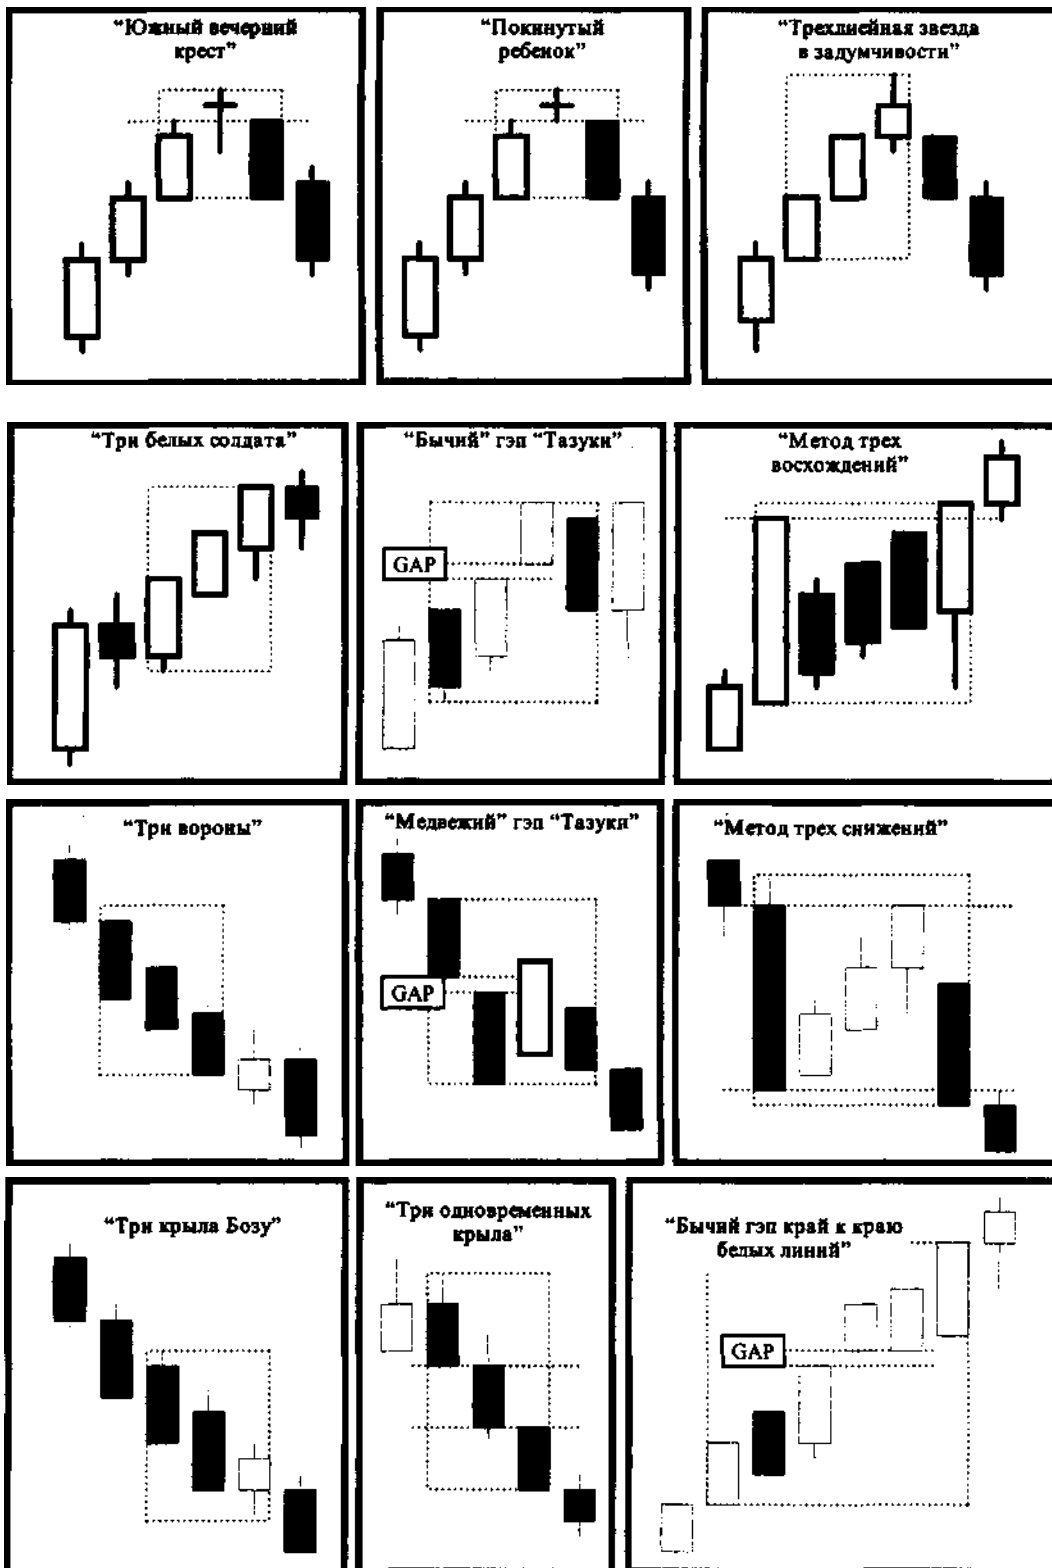 “Южный вечерний
крест”
“Покинутый
ребенок”
“Трехлиейная звезда
в задумчивости”
“Три белых солдата”
“Бычий” гэп “Тазуки”
“Метод трех
восхождений”
GAP
“Три вороны”
“Медвежий” гэп “Тазуки”
“Метод трех снижений”
GAP
“Три крыла Бозу”
“Три одновременных
крыла”
“Бычий гэп край к краю
белых линий”
GAP